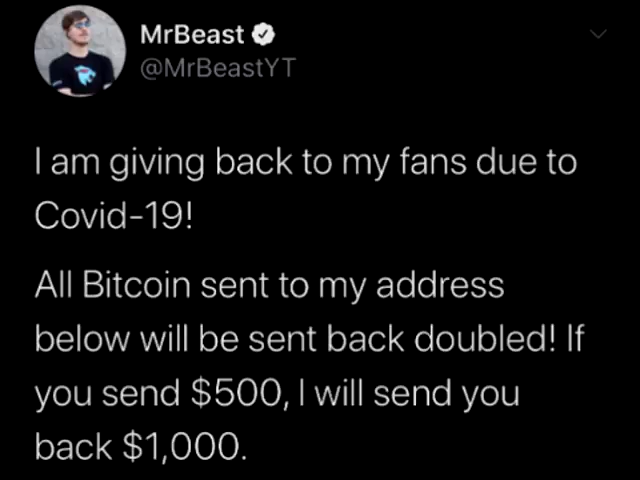 MrBeast
@MrBeastYT
I am giving back to my fans due to
Covid-19!
All Bitcoin sent to my address
below will be sent back doubled! If
you send $500, I will send you
back $1,000.